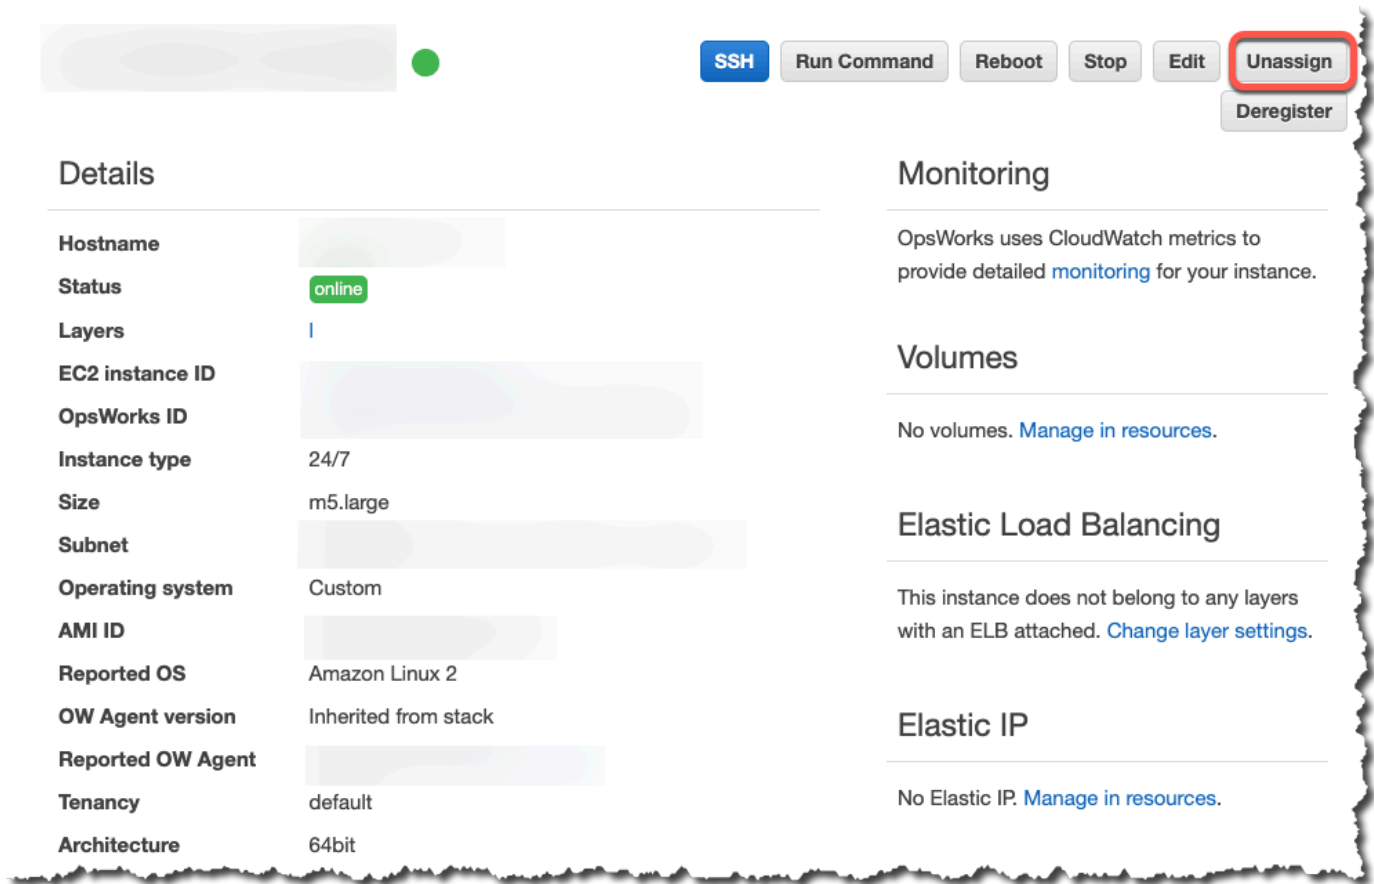 SSH Run Command Reboot Stop Edit Unassign
Deregister
Details
Hostname
Status online
Layers l
EC2 instance ID
OpsWorks ID
Instance type 24/7
Size m5.large
Subnet
Operating system Custom
AMI ID
Reported OS Amazon Linux 2
OW Agent version Inherited from stack
Reported OW Agent
Tenancy default
Architecture 64bit
Monitoring
OpsWorks uses CloudWatch metrics to
provide detailed monitoring for your instance.
Volumes
No volumes. Manage in resources.
Elastic Load Balancing
This instance does not belong to any layers
with an ELB attached. Change layer settings.
Elastic IP
No Elastic IP. Manage in resources.